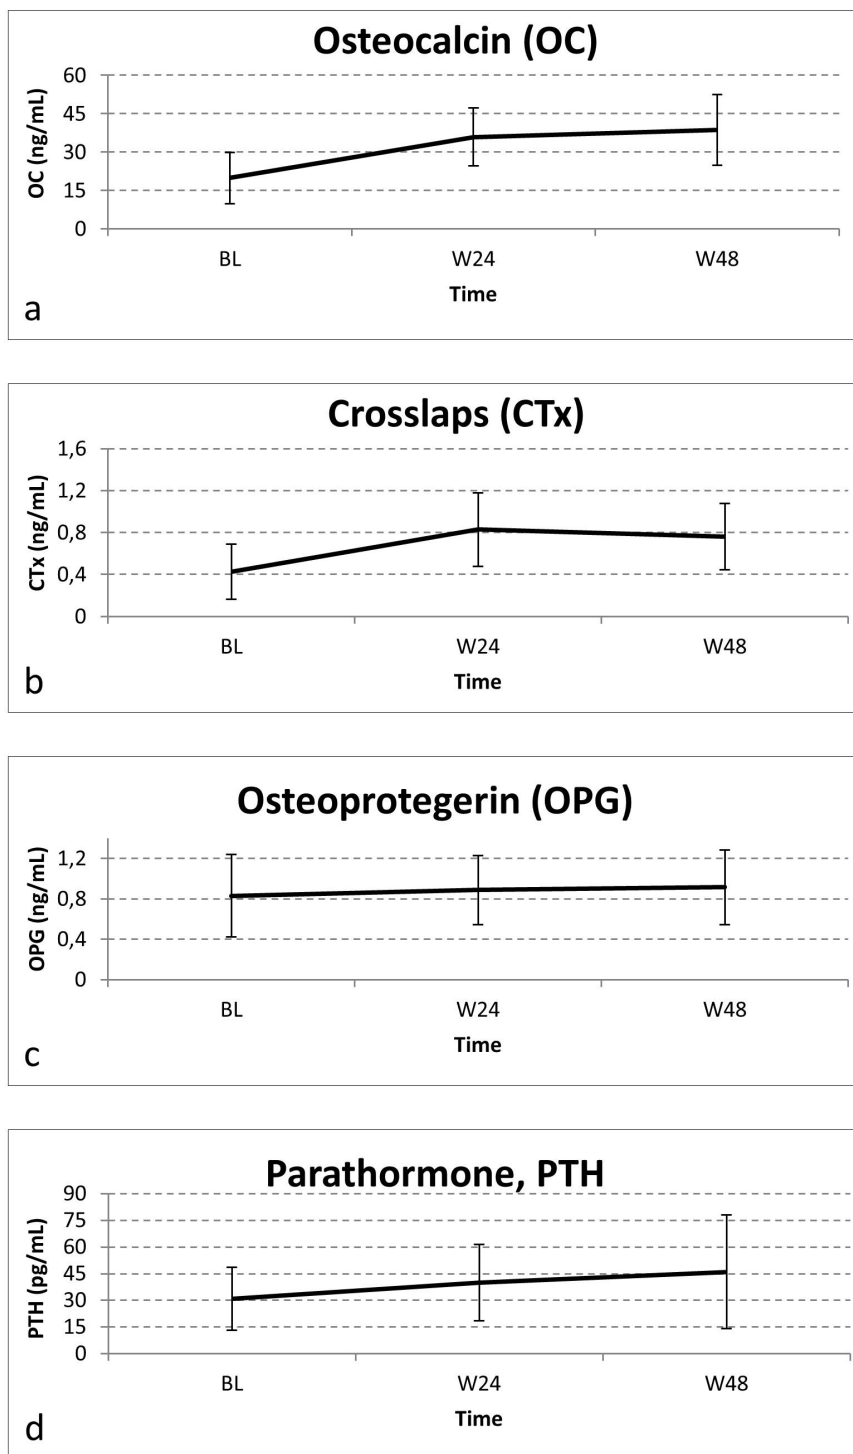 Osteocalcin (OC)
60
45
30
15
0
OC (ng/mL)
BL W24 W48
Time
a
Crosslaps (CTx)
1,6
1,2
0,8
0,4
0
CTx (ng/mL)
BL W24 W48
Time
b
Osteoprotegerin (OPG)
1,2
0,8
0,4
0
OPG (ng/mL)
BL W24 W48
Time
c
Parathormone, PTH
90
75
60
45
30
15
0
PTH (pg/mL)
BL W24 W48
Time
d